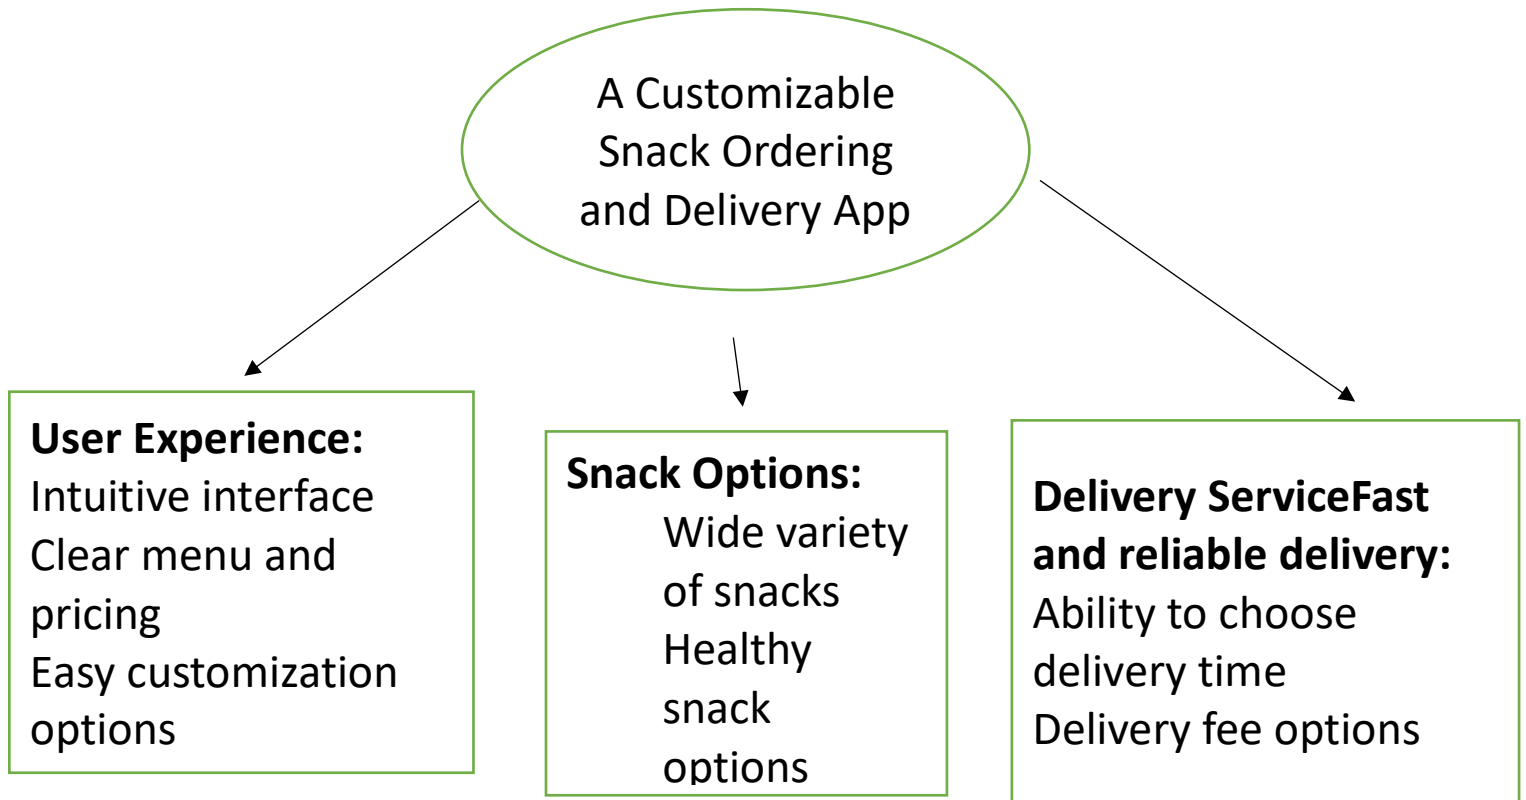 A Customizable
Snack Ordering
and Delivery App
User Experience:
Intuitive interface
Clear menu and
pricing
Easy customization
options
Snack Options:
Wide variety
of snacks
Healthy
snack
options
Delivery ServiceFast
and reliable delivery:
Ability to choose
delivery time
Delivery fee options